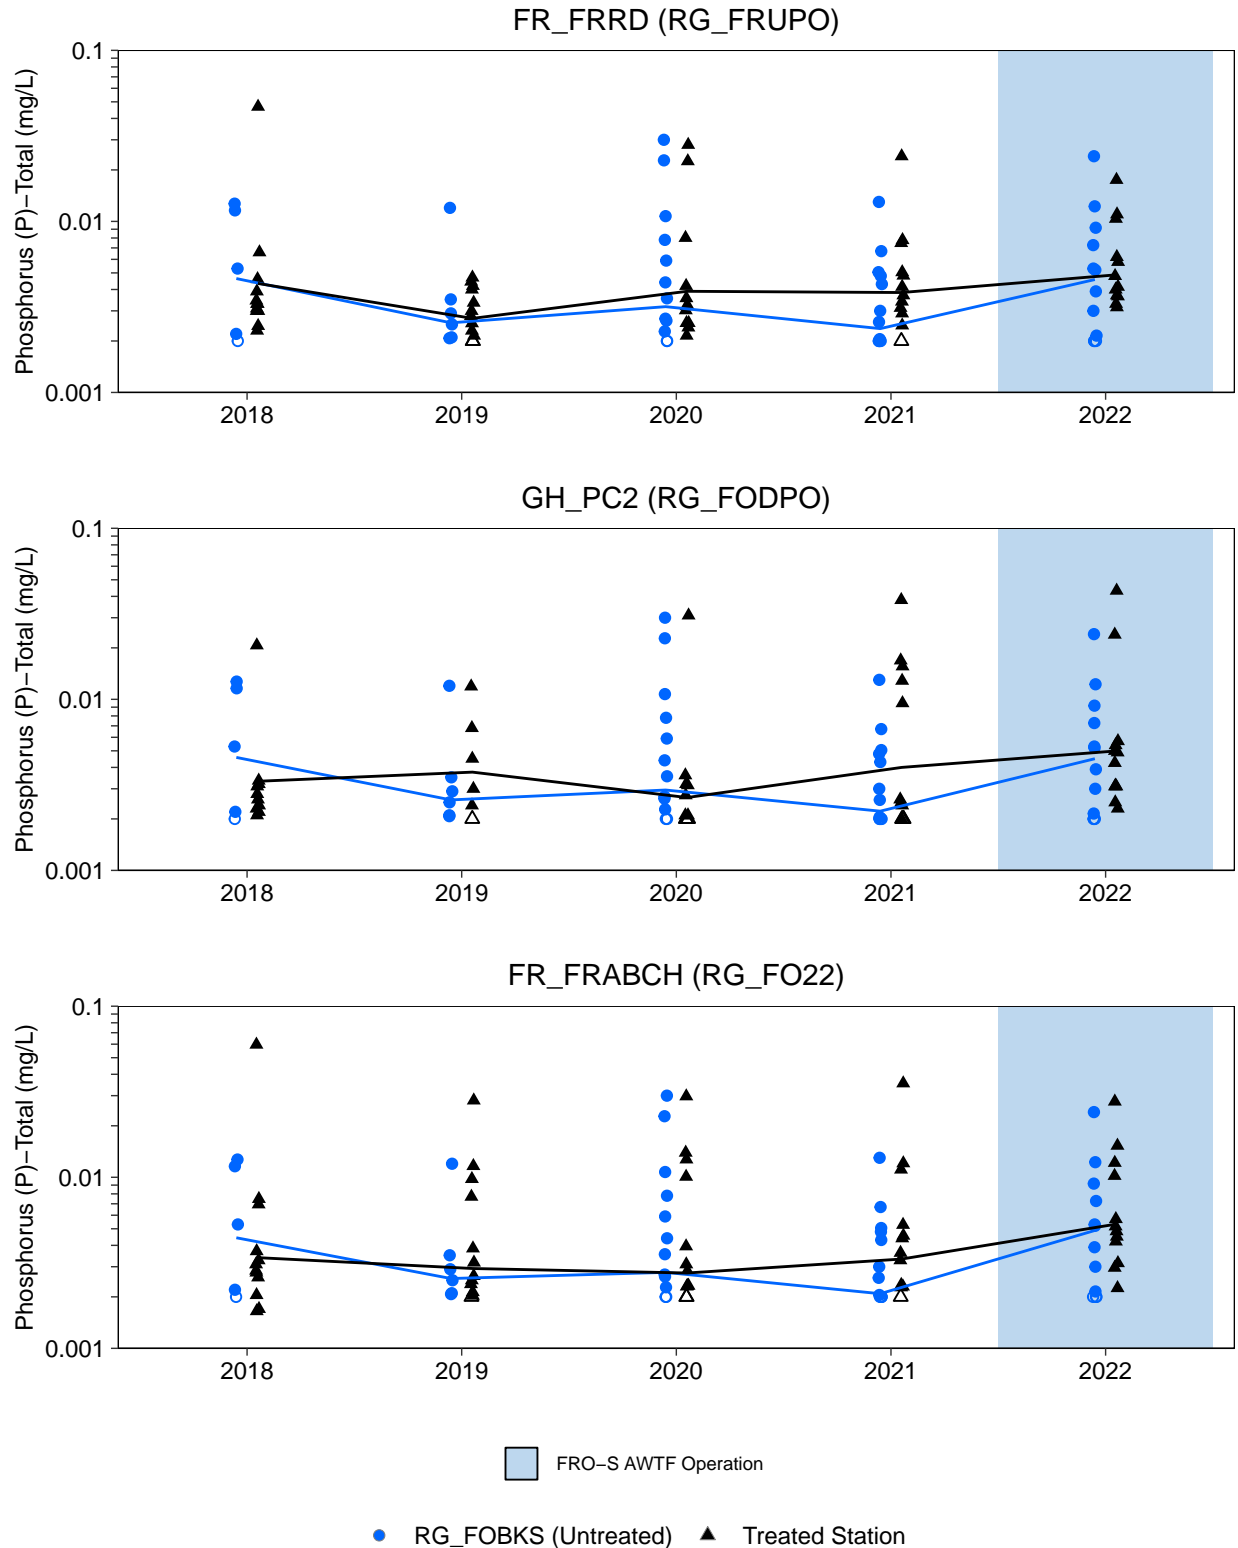 FR_FRRD (RG_FRUPO)
Phosphorus (P)−Total (mg/L)
0.1
0.01
0.001
2018 2019 2020 2021 2022
GH_PC2 (RG_FODPO)
Phosphorus (P)−Total (mg/L)
0.1
0.01
0.001
2018 2019 2020 2021 2022
FR_FRABCH (RG_FO22)
Phosphorus (P)−Total (mg/L)
0.1
0.01
0.001
2018 2019 2020 2021 2022
FRO−S AWTF Operation
RG_FOBKS (Untreated) Treated Station